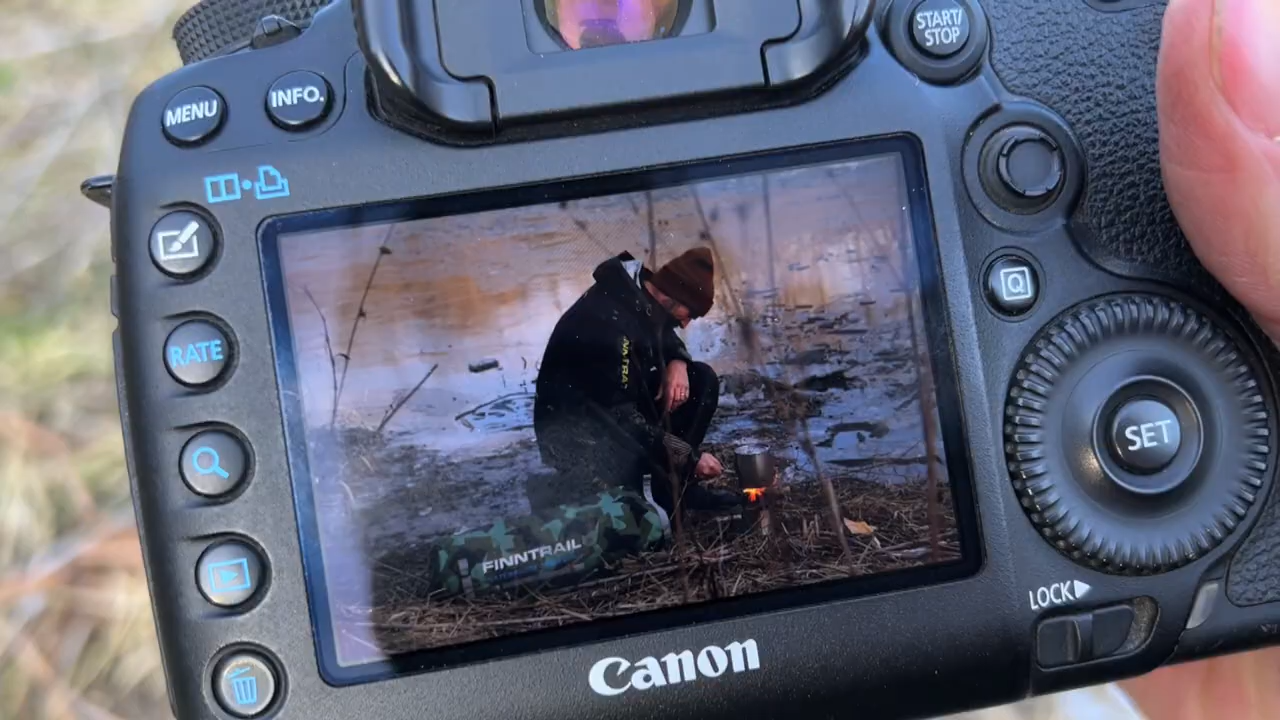 START/
STOP
MENU
INFO.
RATE
Q
SET
FINNTRAIL
LOCK
Canon